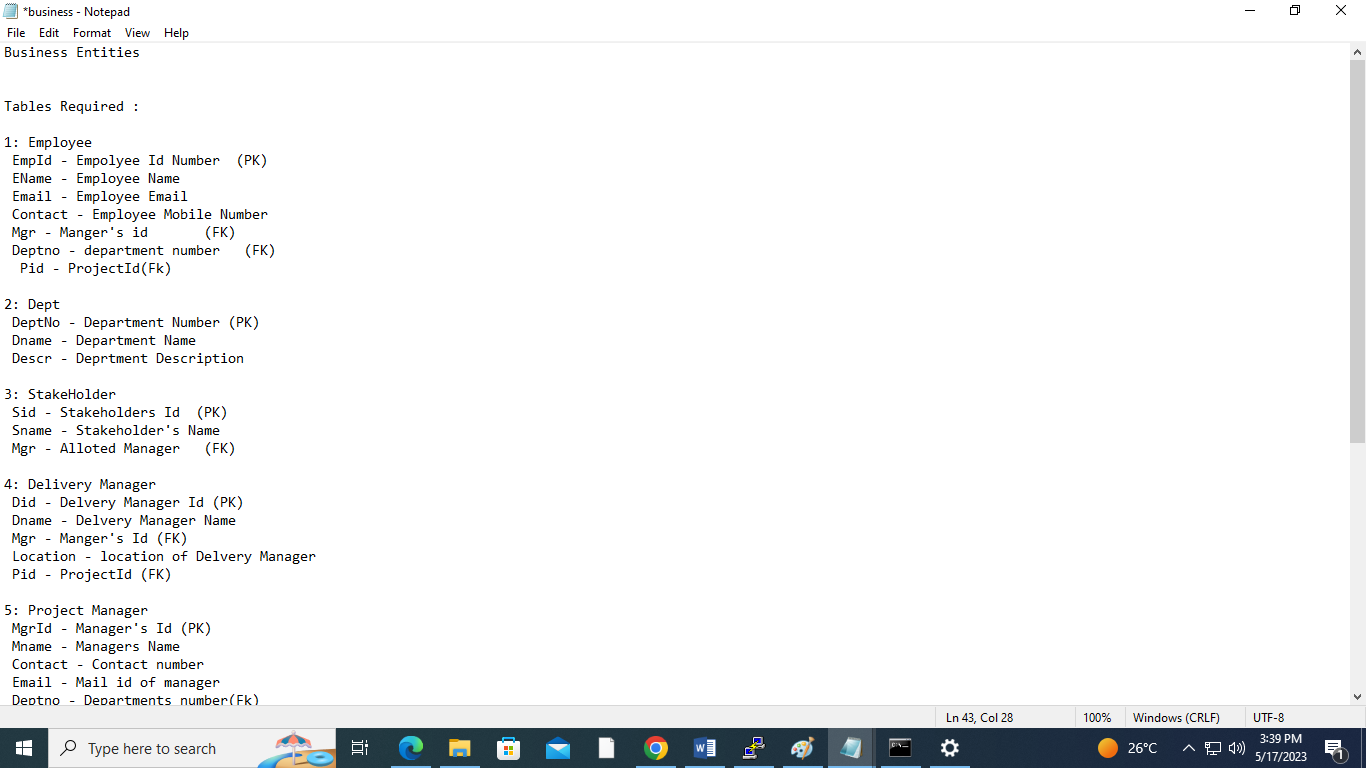 *business - Notepad
File Edit Format View Help
Business Entities
Tables Required :
1: Employee
EmpId - Empolyee Id Number (PK)
EName - Employee Name
Email - Employee Email
Contact - Employee Mobile Number
Mgr - Manger's id (FK)
Deptno - department number (FK)
Pid - ProjectId(Fk)
2: Dept
DeptNo - Department Number (PK)
Dname - Department Name
Descr - Deprtment Description
3: StakeHolder
Sid - Stakeholders Id (PK)
Sname - Stakeholder's Name
Mgr - Alloted Manager (FK)
4: Delivery Manager
Did - Delvery Manager Id (PK)
Dname - Delvery Manager Name
Mgr - Manger's Id (FK)
Location - location of Delvery Manager
Pid - ProjectId (FK)
5: Project Manager
MgrId - Manager's Id (PK)
Mname - Managers Name
Contact - Contact number
Email - Mail id of manager
Deptno - Departments number(Fk)
Ln 43, Col 28 100% Windows (CRLF) UTF-8
Type here to search 26°C 3:39 PM
5/17/2023 1